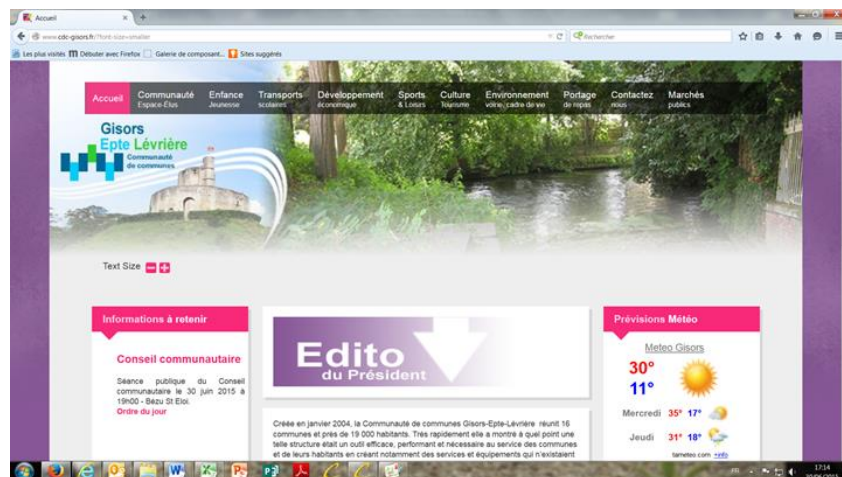 Accueil
www.cdc-gisors.fr/?font-size=smaller
Rechercher
Les plus visités Débuter avec Firefox Galerie de composant... Sites suggérés
Accueil Communauté Enfance Transports Développement Sports Culture Environnement Portage Contactez Marchés
Espace-Élus Jeunesse scolaires économique & Loisirs Tourisme voirie, cadre de vie de repas nous publics
Gisors
Epte Lévrière
Communauté
de communes
Text Size
Informations à retenir
Conseil communautaire
Séance publique du Conseil
communautaire le 30 juin 2015 à
19h00 - Bezu St Eloi.
Ordre du jour
Edito
du Président
Créée en janvier 2004, la Communauté de communes Gisors-Epte-Lévrière réunit 16
communes et près de 19 000 habitants. Très rapidement elle a montré à quel point une
telle structure était un outil efficace, performant et nécessaire au service des communes
et de leurs habitants en créant notamment des services et équipements qui n'existaient
Prévisions Météo
Meteo Gisors
30°
11°
Mercredi 35° 17°
Jeudi 31° 18°
tameteo.com +info
FR
17:14